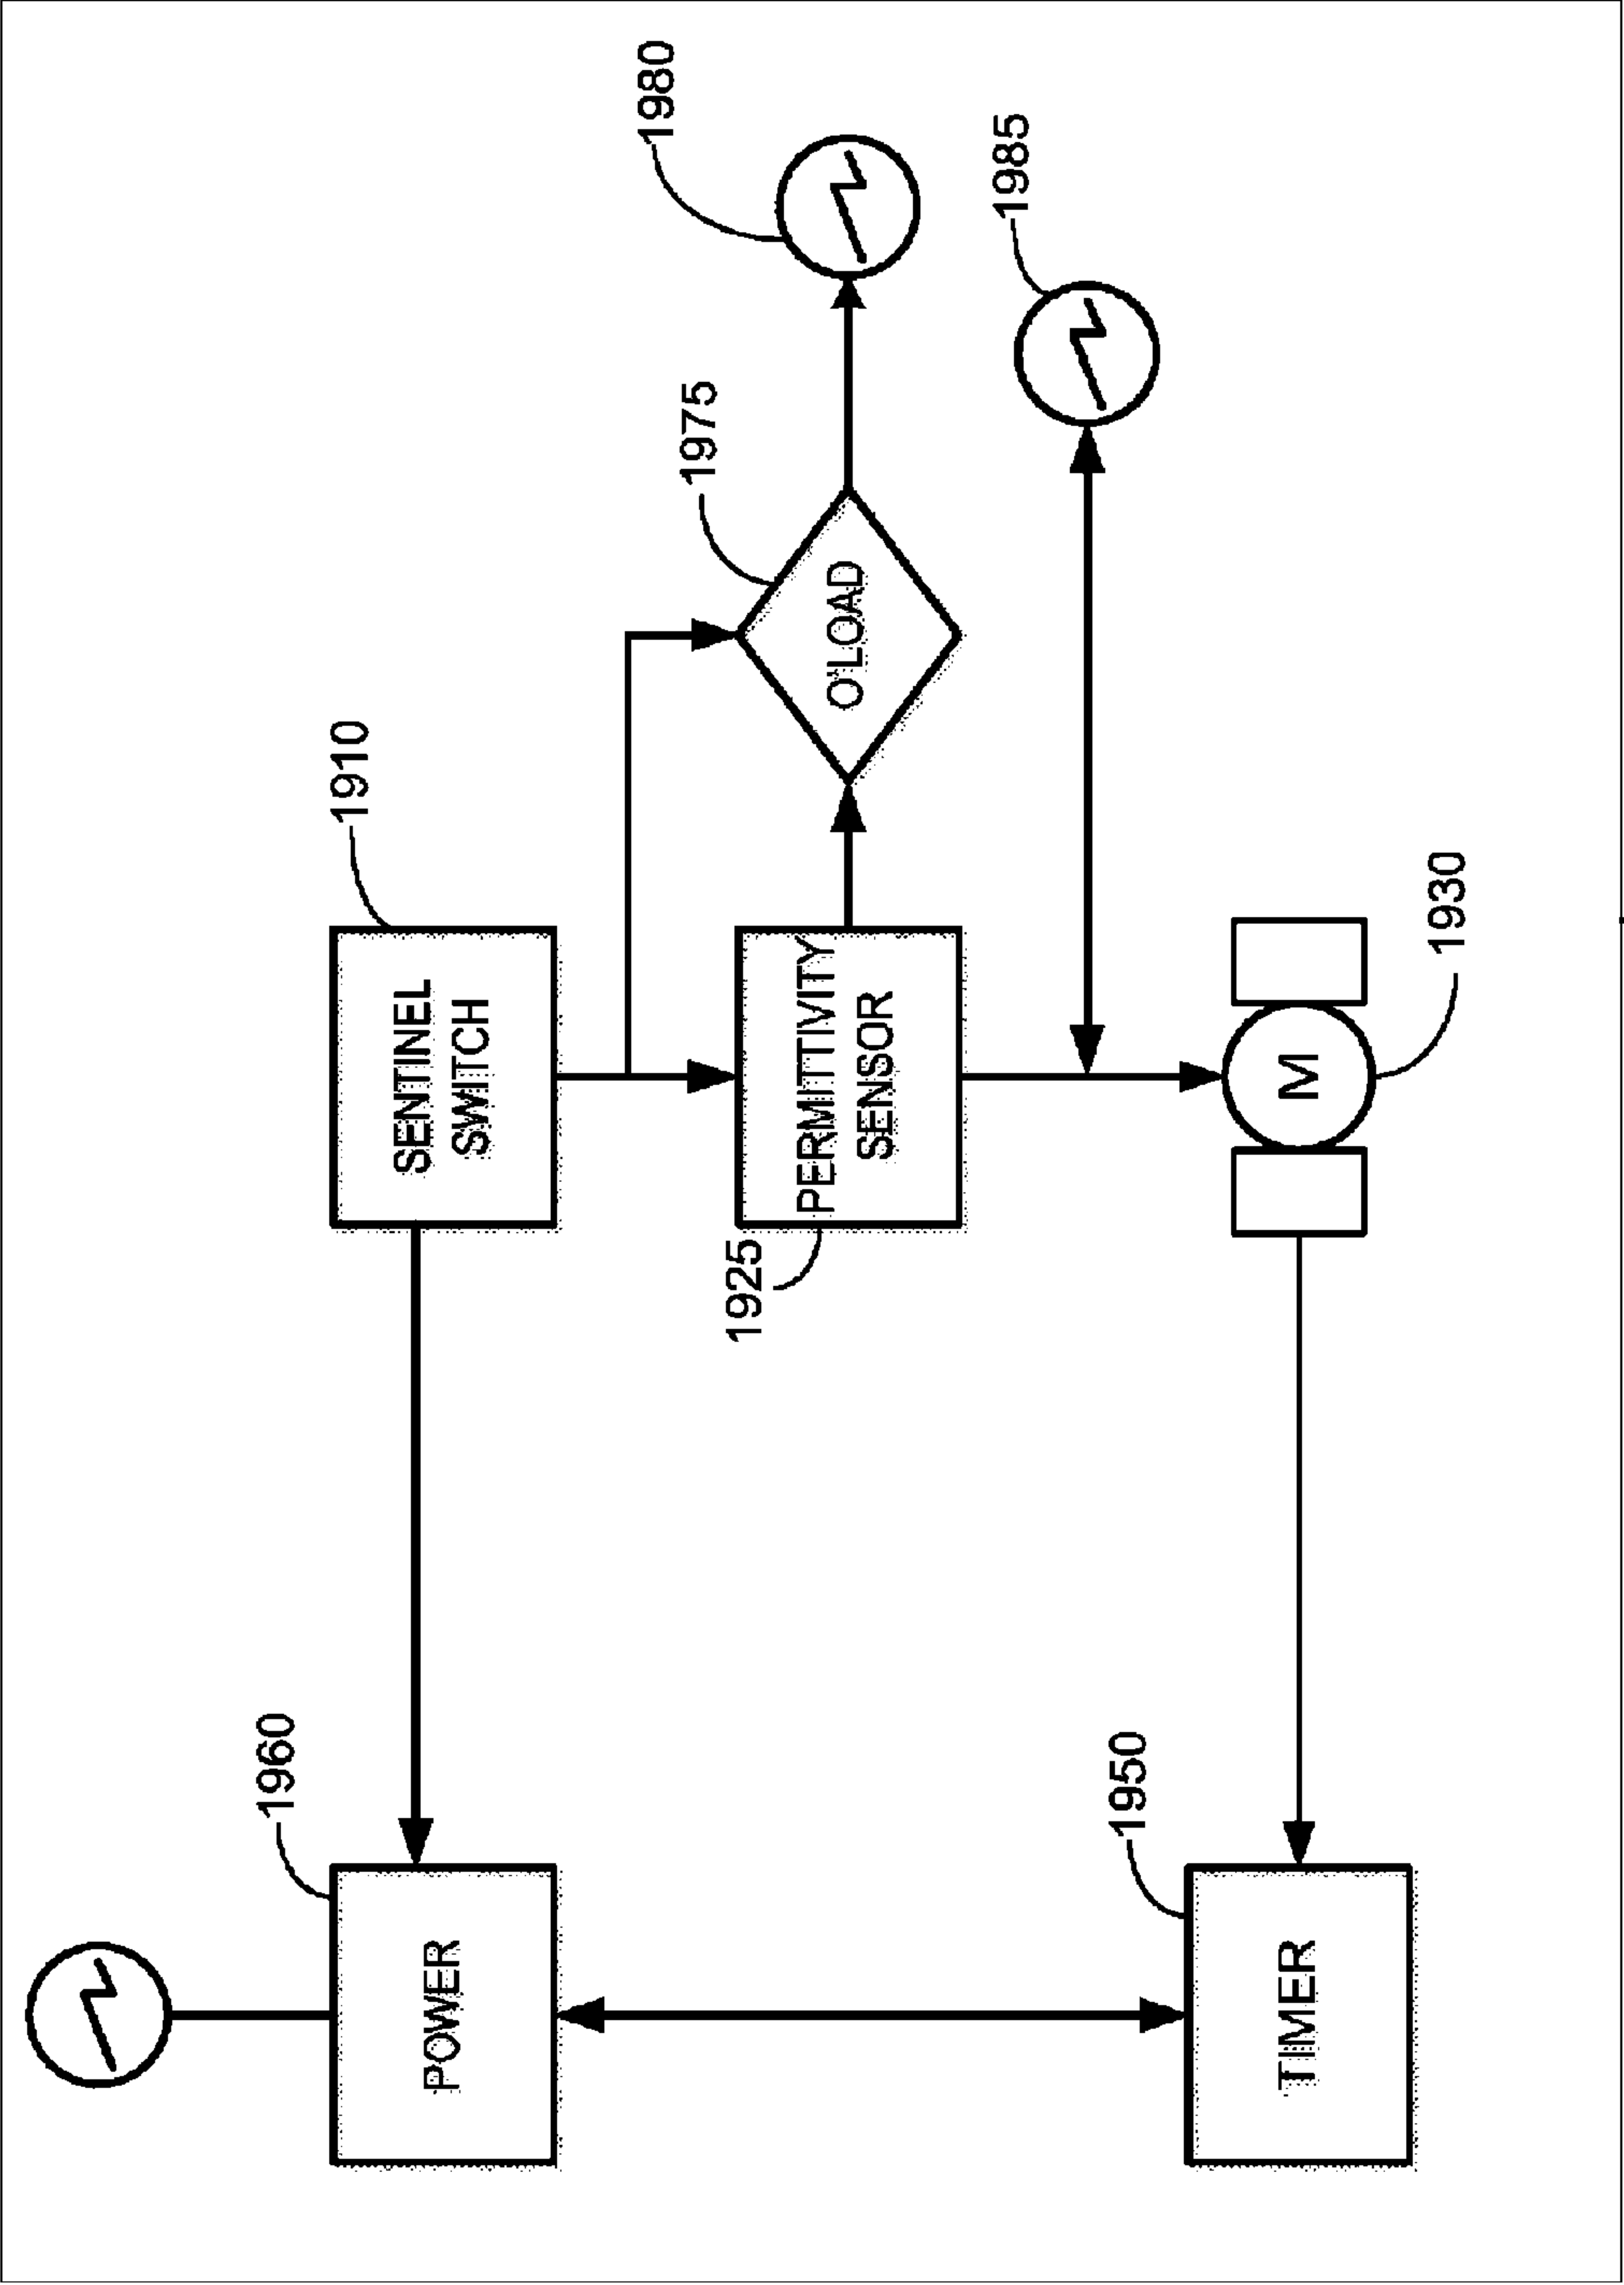 1960
POWER
1910
SENTINEL
SWITCH
1980
1975
O'LOAD
1925
PERMITTIVITY
SENSOR
1985
1950
TIMER
M
1930